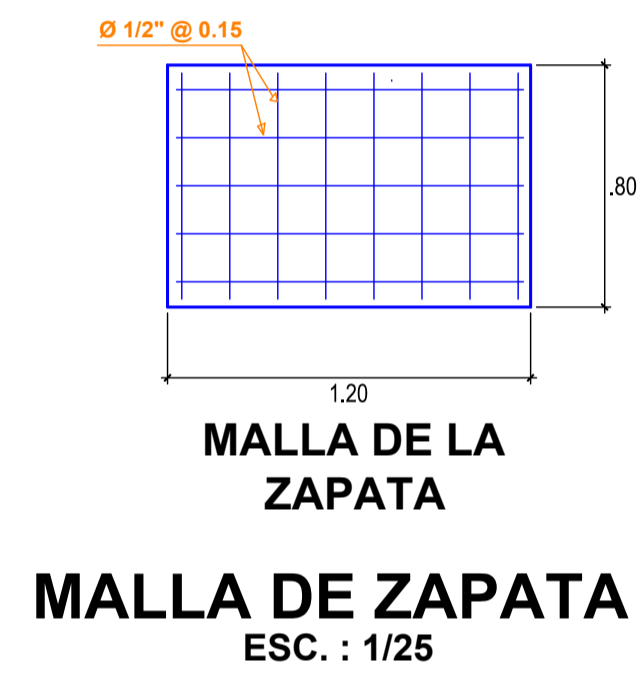 Ø 1/2" @ 0.15
.80
1.20
MALLA DE LA
ZAPATA
MALLA DE ZAPATA
ESC. : 1/25